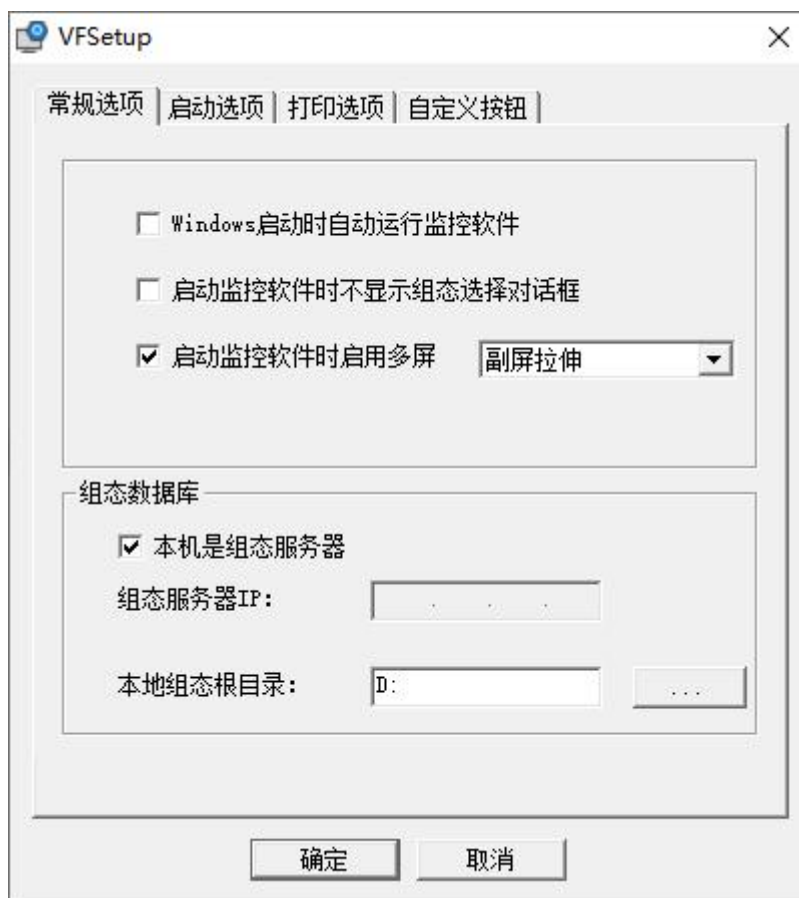 VFSetup
常规选项 启动选项 打印选项 自定义按钮
Windows启动时自动运行监控软件
启动监控软件时不显示组态选择对话框
启动监控软件时启用多屏 副屏拉伸
组态数据库
本机是组态服务器
组态服务器IP: . . .
本地组态根目录: D: ...
确定 取消